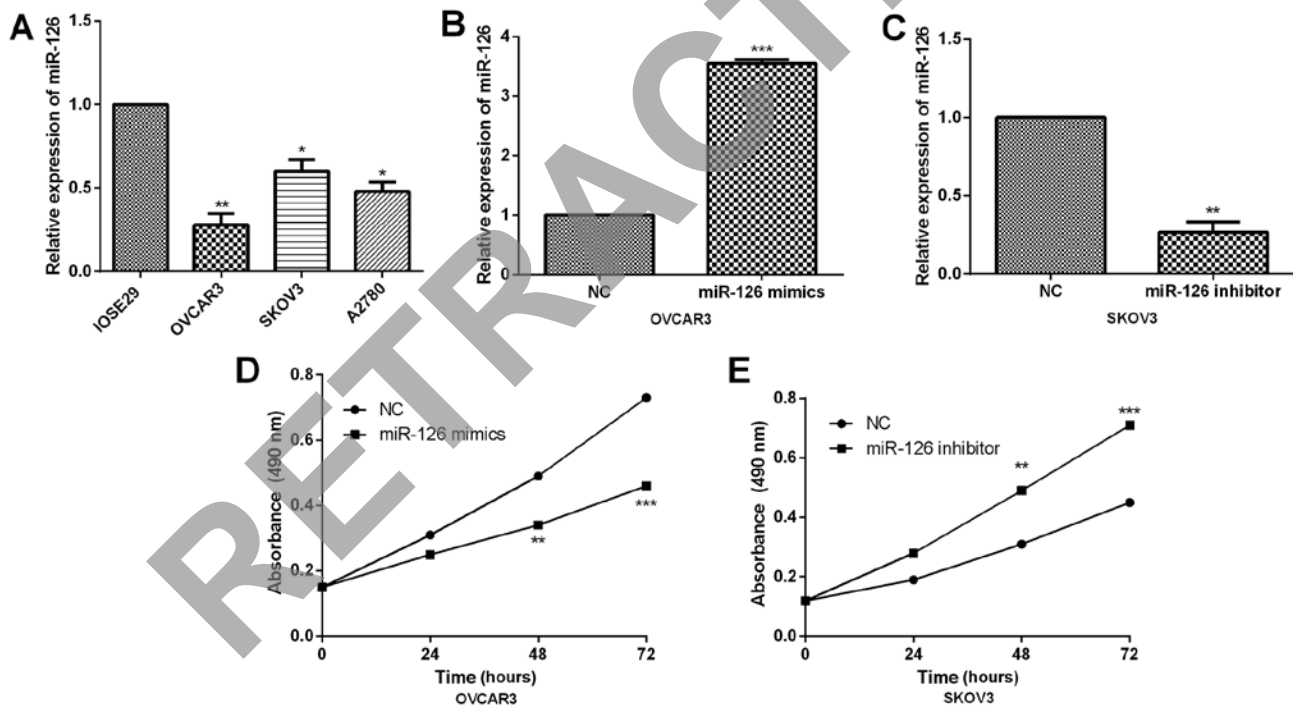 A
Relative expression of miR-126
1.5
1.0
0.5
0.0
**
*
*
IOSE29
OVCAR3
SKOV3
A2780
B
Relative expression of miR-126
6
4
2
1
0
***
NC
miR-126 mimics
OVCAR3
C
Relative expression of miR-126
1.5
1.0
0.5
0.0
**
NC
miR-126 inhibitor
SKOV3
D
Absorbance (490 nm)
0.8
0.6
0.4
0.2
0.0
NC
miR-126 mimics
**
***
0
24
48
72
Time (hours)
OVCAR3
E
Absorbance (490 nm)
0.8
0.6
0.4
0.2
0.0
NC
miR-126 inhibitor
**
***
0
24
48
72
Time (hours)
SKOV3